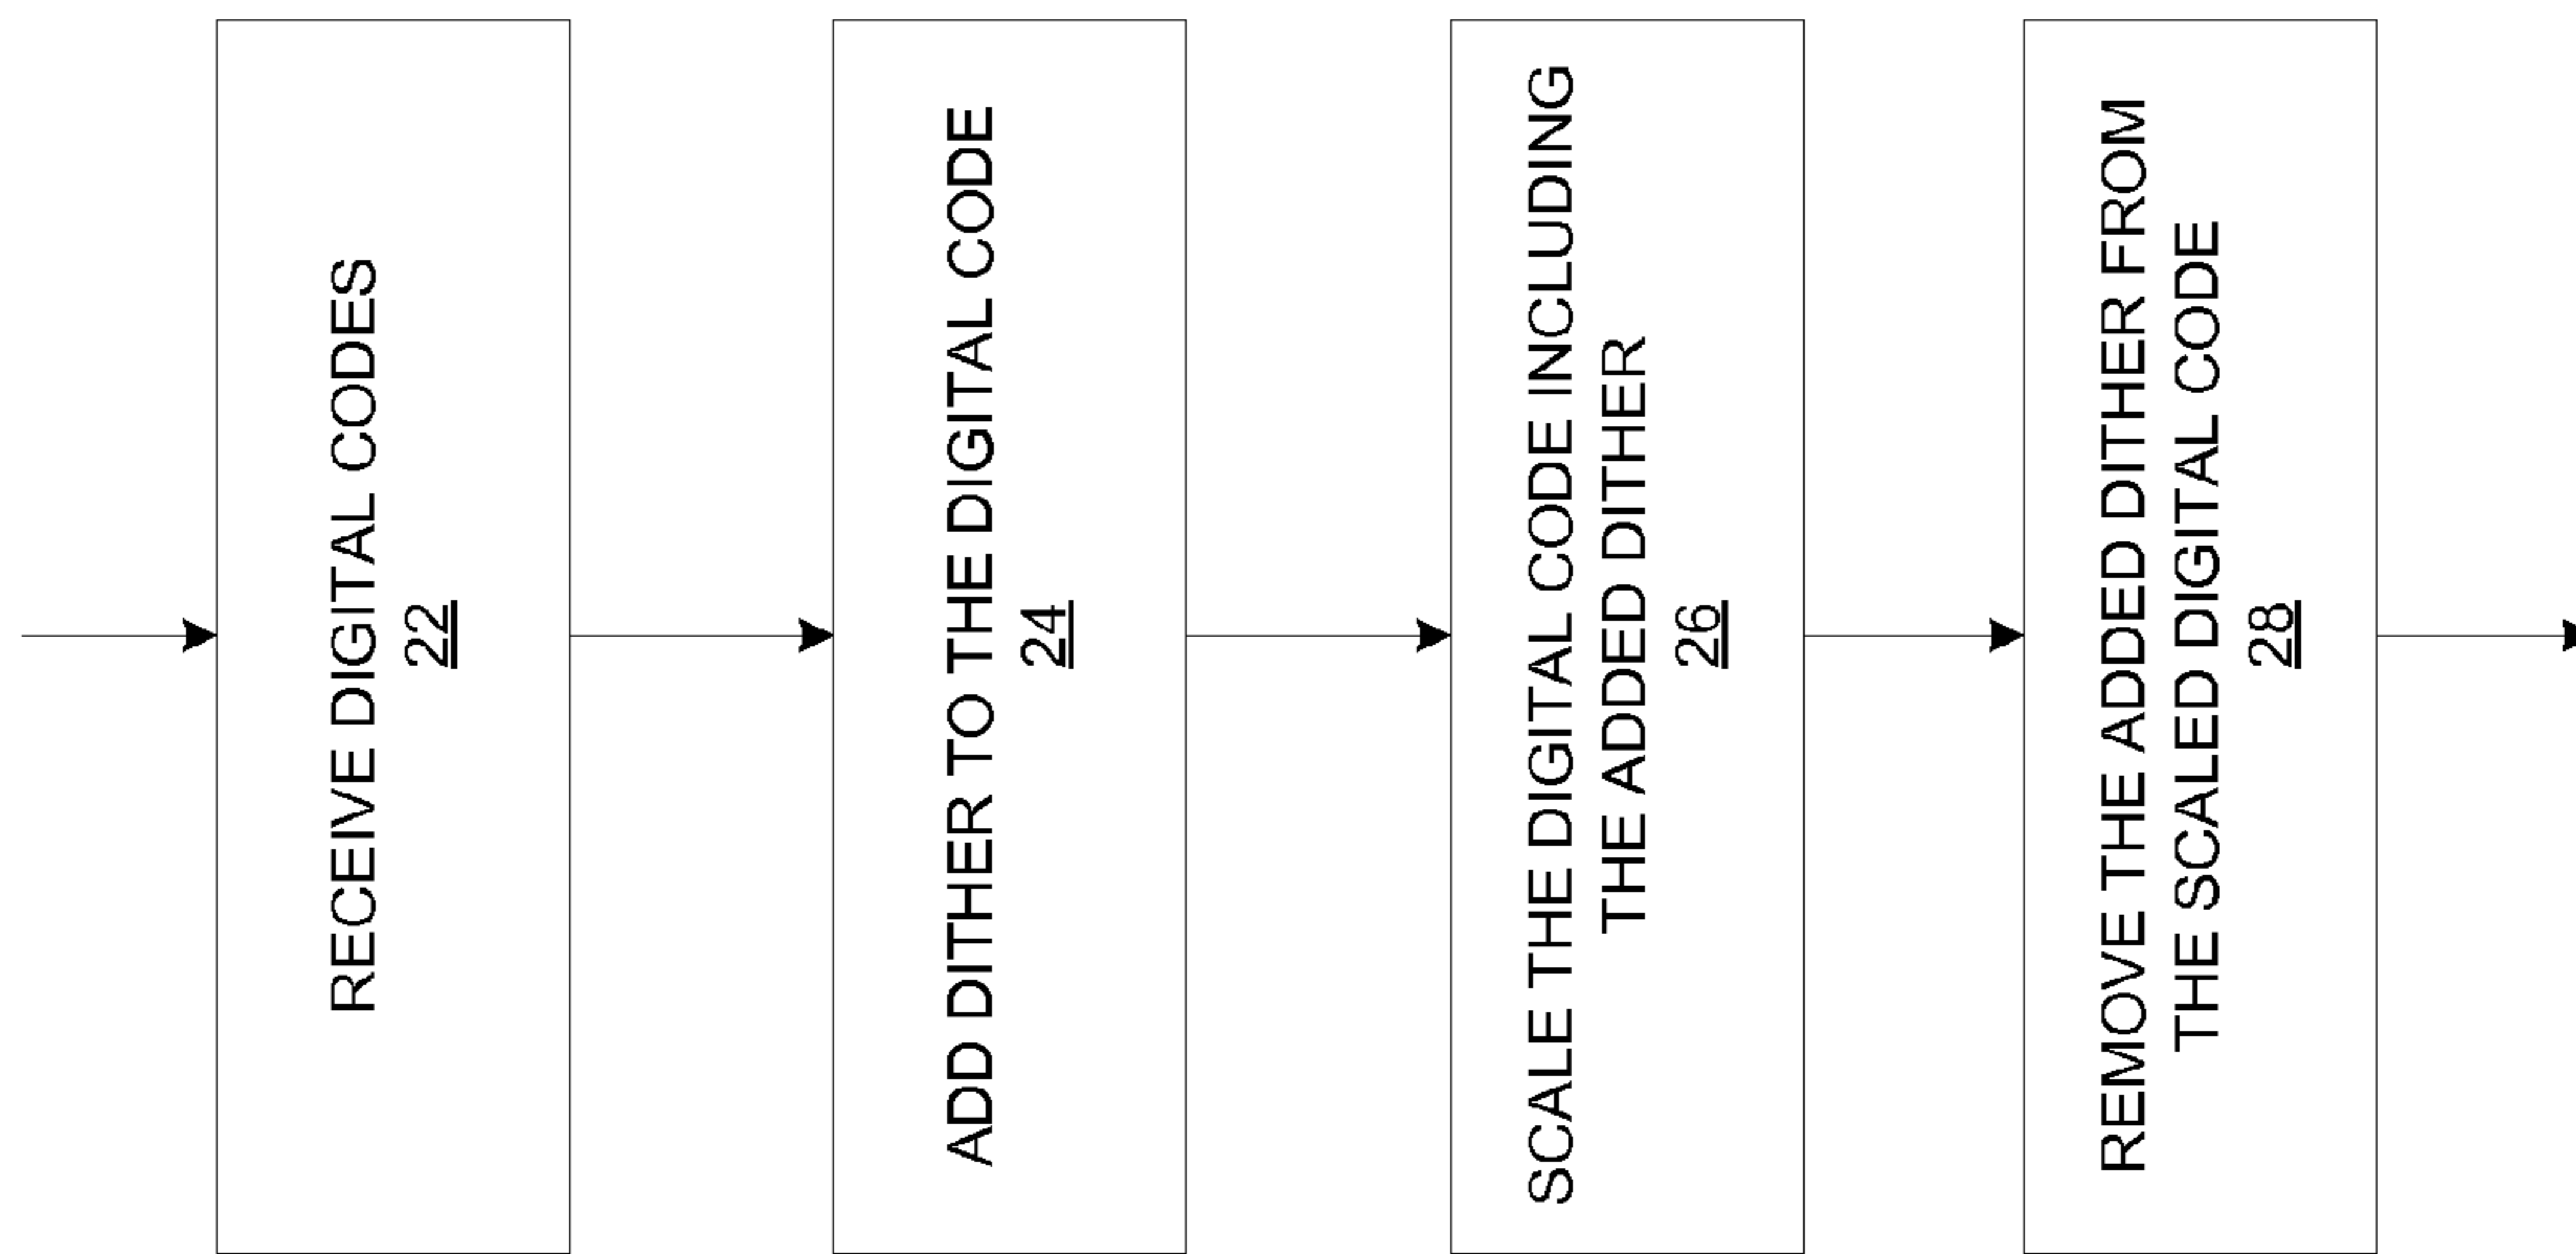 RECEIVE DIGITAL CODES
22
ADD DITHER TO THE DIGITAL CODE
24
SCALE THE DIGITAL CODE INCLUDING
THE ADDED DITHER
26
REMOVE THE ADDED DITHER FROM
THE SCALED DIGITAL CODE
28